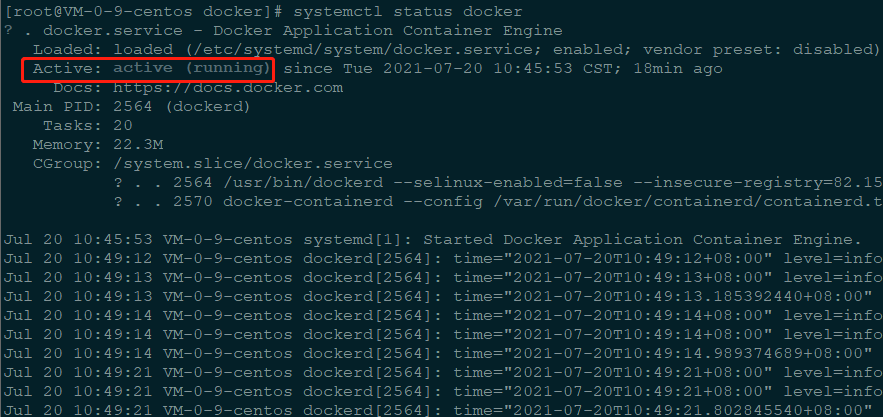 [root@VM-0-9-centos docker]# systemctl status docker
? . docker.service - Docker Application Container Engine
Loaded: loaded (/etc/systemd/system/docker.service; enabled; vendor preset: disabled)
Active: active (running) since Tue 2021-07-20 10:45:53 CST; 18min ago
Docs: https://docs.docker.com
Main PID: 2564 (dockerd)
Tasks: 20
Memory: 22.3M
CGroup: /system.slice/docker.service
? . . 2564 /usr/bin/dockerd --selinux-enabled=false --insecure-registry=82.15
? . . 2570 docker-containerd --config /var/run/docker/containerd/containerd.t
Jul 20 10:45:53 VM-0-9-centos systemd[1]: Started Docker Application Container Engine.
Jul 20 10:49:12 VM-0-9-centos dockerd[2564]: time="2021-07-20T10:49:12+08:00" level=info
Jul 20 10:49:13 VM-0-9-centos dockerd[2564]: time="2021-07-20T10:49:13+08:00" level=info
Jul 20 10:49:13 VM-0-9-centos dockerd[2564]: time="2021-07-20T10:49:13.185392440+08:00"
Jul 20 10:49:14 VM-0-9-centos dockerd[2564]: time="2021-07-20T10:49:14+08:00" level=info
Jul 20 10:49:14 VM-0-9-centos dockerd[2564]: time="2021-07-20T10:49:14+08:00" level=info
Jul 20 10:49:14 VM-0-9-centos dockerd[2564]: time="2021-07-20T10:49:14.989374689+08:00"
Jul 20 10:49:21 VM-0-9-centos dockerd[2564]: time="2021-07-20T10:49:21+08:00" level=info
Jul 20 10:49:21 VM-0-9-centos dockerd[2564]: time="2021-07-20T10:49:21+08:00" level=info
Jul 20 10:49:21 VM-0-9-centos dockerd[2564]: time="2021-07-20T10:49:21.802845540+08:00"